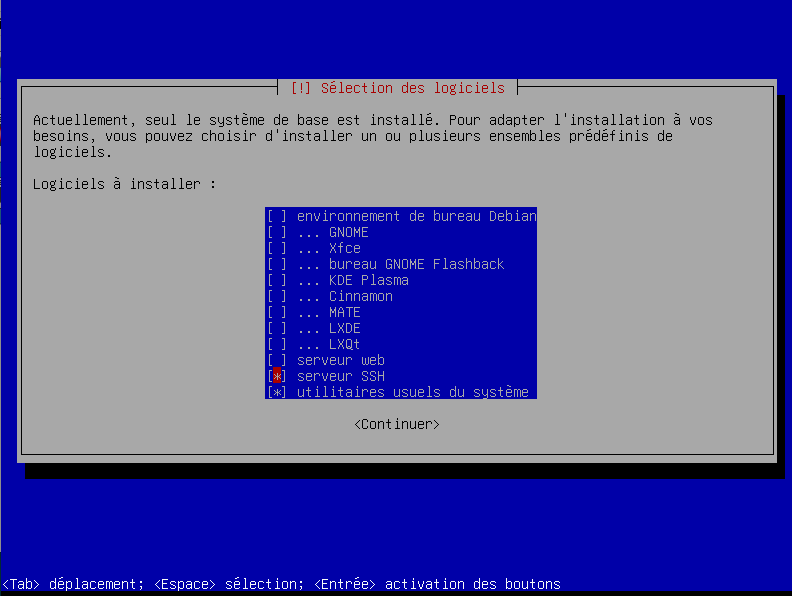 [!] Sélection des logiciels
Actuellement, seul le système de base est installé. Pour adapter l'installation à vos
besoins, vous pouvez choisir d'installer un ou plusieurs ensembles prédéfinis de
logiciels.
Logiciels à installer :
[ ] environnement de bureau Debian
[ ] ... GNOME
[ ] ... Xfce
[ ] ... bureau GNOME Flashback
[ ] ... KDE Plasma
[ ] ... Cinnamon
[ ] ... MATE
[ ] ... LXDE
[ ] ... LXQt
[ ] serveur web
[*] serveur SSH
[*] utilitaires usuels du système
<Continuer>
<Tab> déplacement; <Espace> sélection; <Entrée> activation des boutons